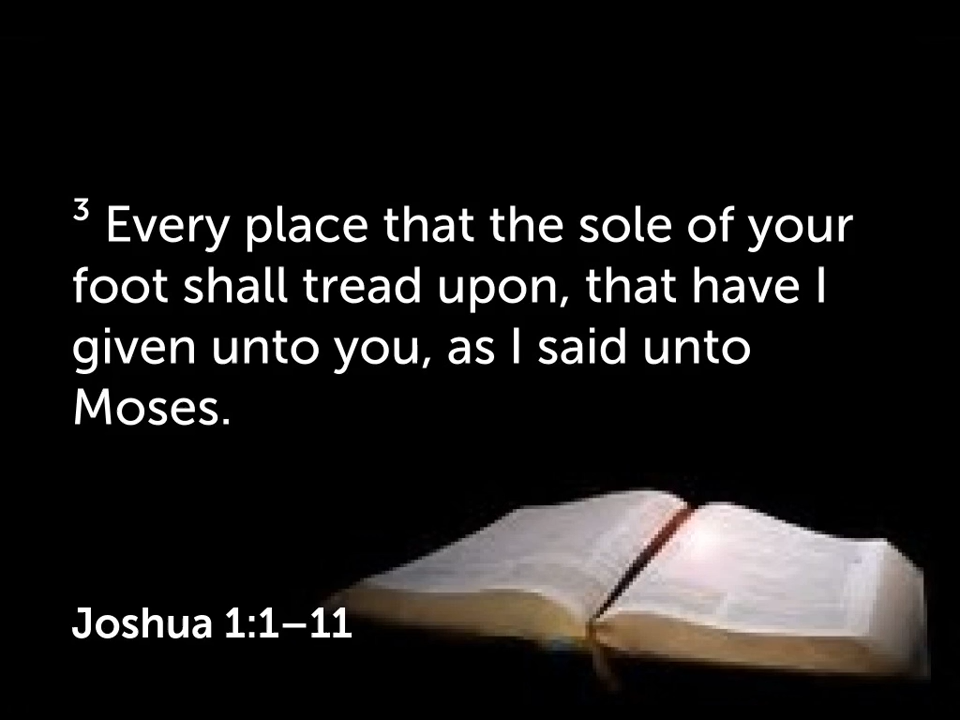 ³ Every place that the sole of your
foot shall tread upon, that have I
given unto you, as I said unto
Moses.
Joshua 1:1–11